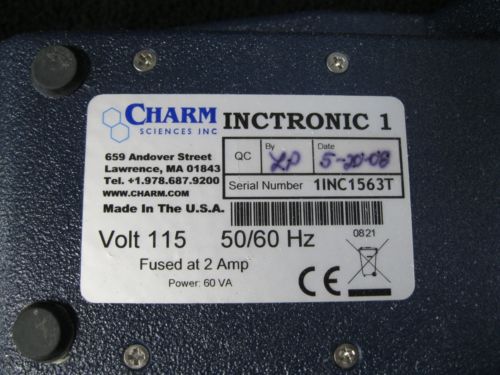 CHARM INCTRONIC 1
SCIENCES INC
659 Andover Street
Lawrence, MA 01843
Tel. +1.978.687.9200
WWW.CHARM.COM
QC By Date 5-20-08
Serial Number 1INC1563T
Made In The U.S.A.
Volt 115 50/60 Hz 0821
Fused at 2 Amp
Power: 60 VA
CE